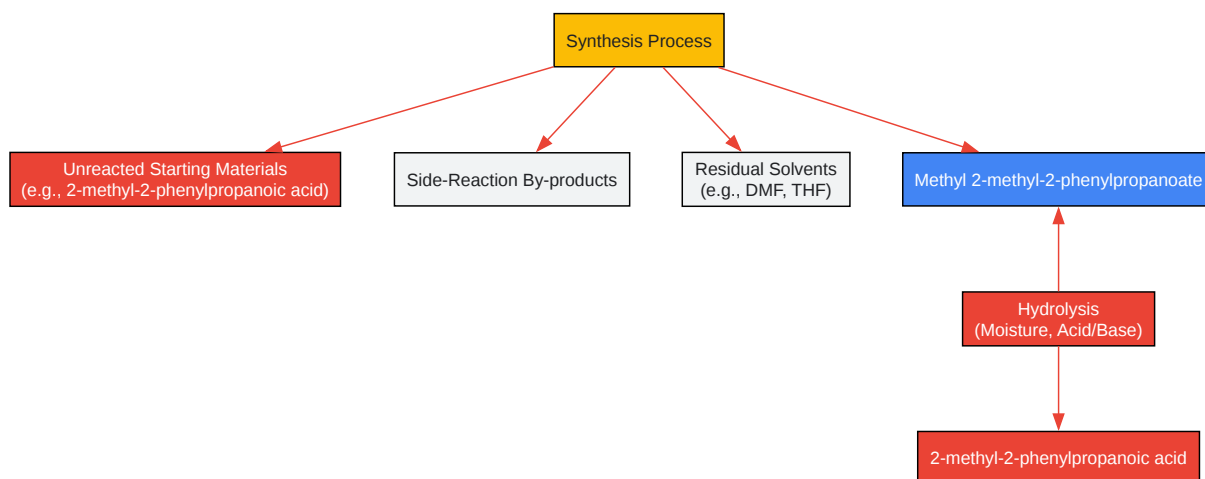 Synthesis Process
Unreacted Starting Materials
(e.g., 2-methyl-2-phenylpropanoic acid)
Side-Reaction By-products
Residual Solvents
(e.g., DMF, THF)
Methyl 2-methyl-2-phenylpropanoate
Hydrolysis
(Moisture, Acid/Base)
2-methyl-2-phenylpropanoic acid